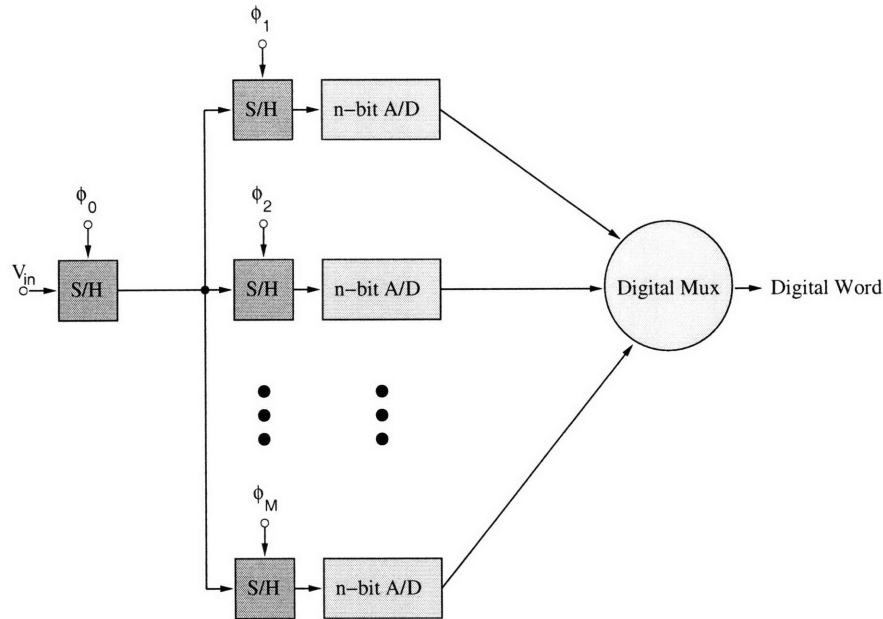 ϕ1
S/H
n−bit A/D
ϕ0
ϕ2
Vin
S/H
S/H
n−bit A/D
Digital Mux
Digital Word
ϕM
S/H
n−bit A/D